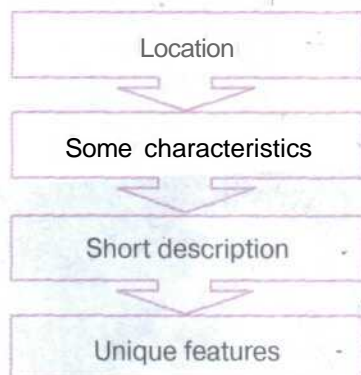 Location
Some characteristics
Short description
Unique features